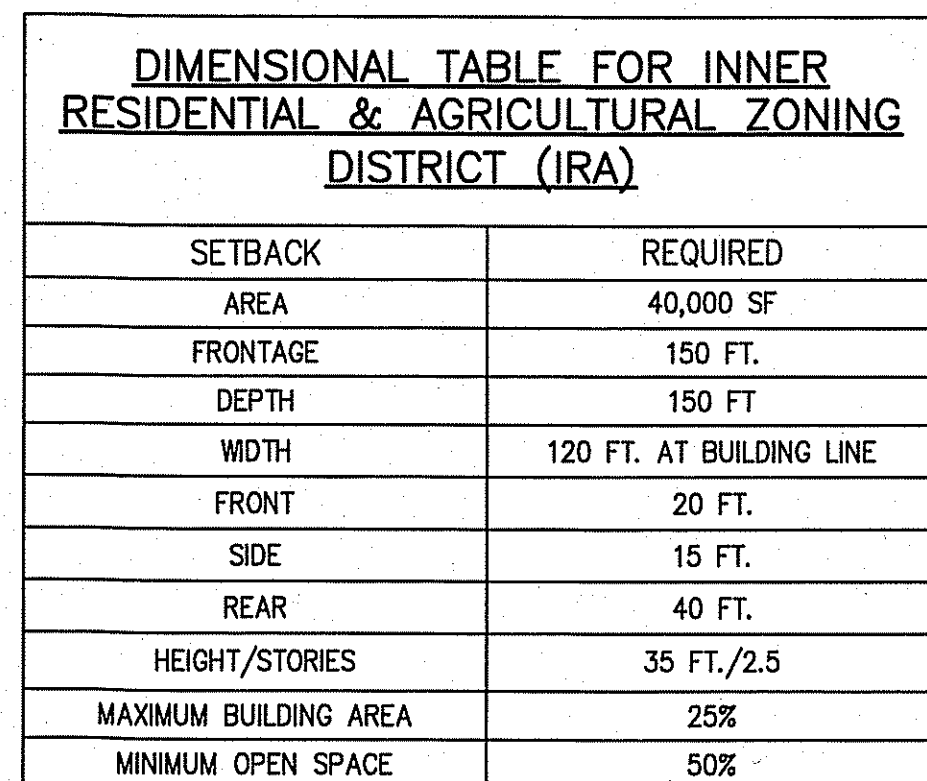 DIMENSIONAL TABLE FOR INNER
RESIDENTIAL & AGRICULTURAL ZONING
DISTRICT (IRA)
SETBACK REQUIRED
AREA 40,000 SF
FRONTAGE 150 FT.
DEPTH 150 FT
WIDTH 120 FT. AT BUILDING LINE
FRONT 20 FT.
SIDE 15 FT.
REAR 40 FT.
HEIGHT/STORIES 35 FT./2.5
MAXIMUM BUILDING AREA 25%
MINIMUM OPEN SPACE 50%